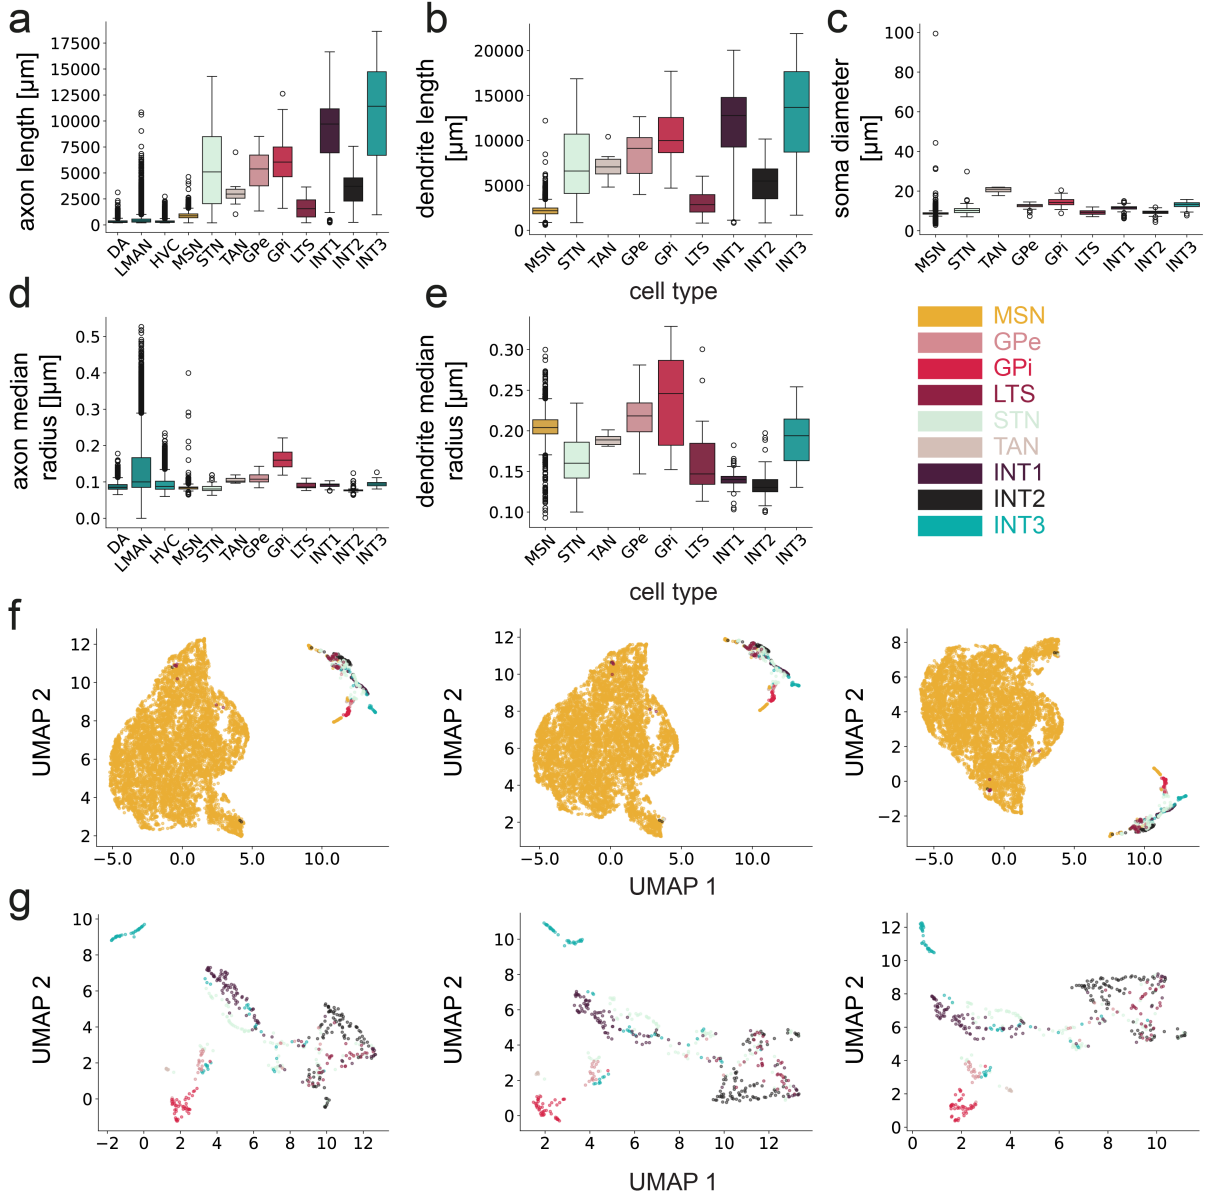 a
axon length [μm]
17500
15000
12500
10000
7500
5000
2500
0
DA LMAN HVC MSN STN TAN GPe GPi LTS INT1 INT2 INT3
b
dendrite length
[μm]
20000
15000
10000
5000
0
MSN STN TAN GPe GPi LTS INT1 INT2 INT3
cell type
c
soma diameter
[μm]
100
80
60
40
20
0
MSN STN TAN GPe GPi LTS INT1 INT2 INT3
d
axon median
radius []μm]
0.5
0.4
0.3
0.2
0.1
0.0
DA LMAN HVC MSN STN TAN GPe GPi LTS INT1 INT2 INT3
e
dendrite median
radius [μm]
0.30
0.25
0.20
0.15
0.10
MSN STN TAN GPe GPi LTS INT1 INT2 INT3
cell type
MSN
GPe
GPi
LTS
STN
TAN
INT1
INT2
INT3
f
UMAP 2
12
10
8
6
4
2
−5.0 0.0 5.0 10.0
UMAP 2
12
10
8
6
4
2
−5.0 0.0 5.0 10.0
UMAP 2
8
6
4
2
0
−2
−5.0 0.0 5.0 10.0
UMAP 1
g
UMAP 2
10
8
6
4
2
0
−2 0 2 4 6 8 10 12
UMAP 2
10
8
6
4
2
0
2 4 6 8 10 12
UMAP 2
12
10
8
6
4
2
0
0 2 4 6 8 10
UMAP 1